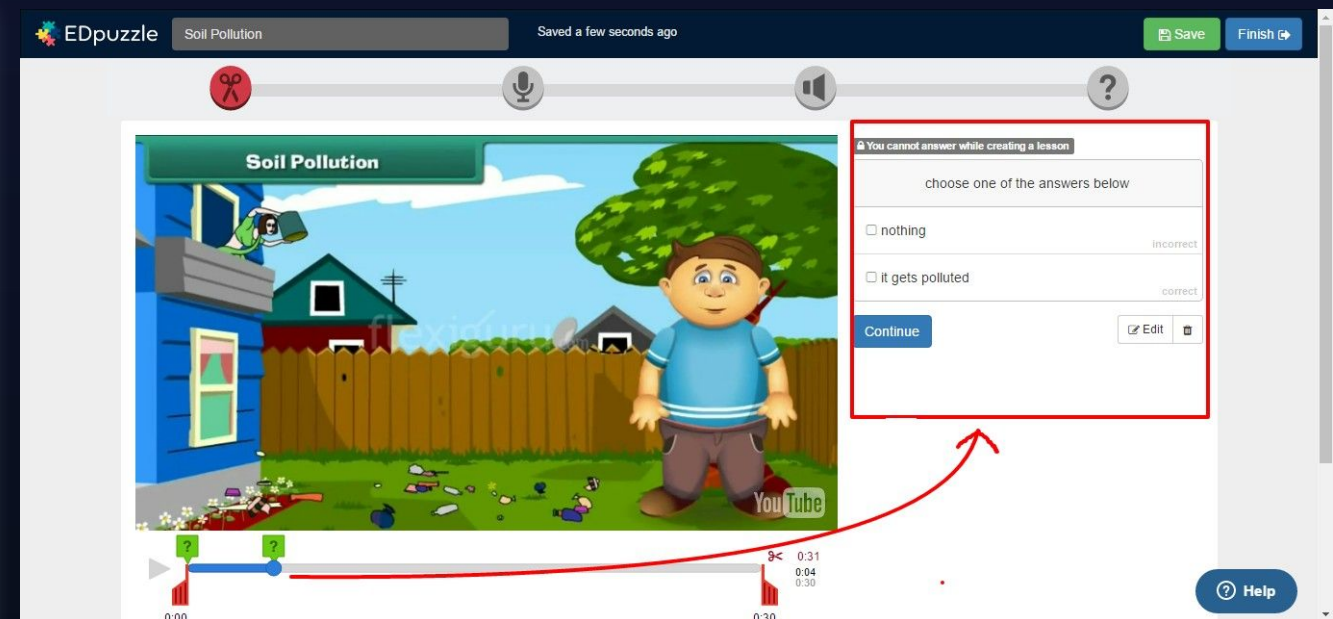 EDpuzzle
Soil Pollution
Saved a few seconds ago
Save
Finish
?
Soil Pollution
flexiguru.com
YouTube
You cannot answer while creating a lesson
choose one of the answers below
nothing
incorrect
it gets polluted
correct
Continue
Edit
? ?
0:31
0:04
0:30
0:00
0:30
? Help